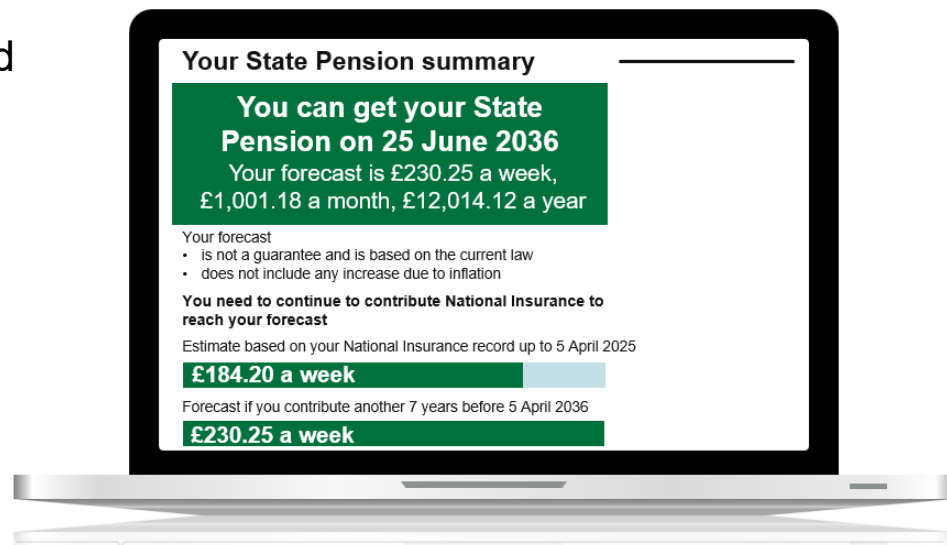 d
Your State Pension summary
You can get your State
Pension on 25 June 2036
Your forecast is £230.25 a week,
£1,001.18 a month, £12,014.12 a year
Your forecast
• is not a guarantee and is based on the current law
• does not include any increase due to inflation
You need to continue to contribute National Insurance to
reach your forecast
Estimate based on your National Insurance record up to 5 April 2025
£184.20 a week
Forecast if you contribute another 7 years before 5 April 2036
£230.25 a week